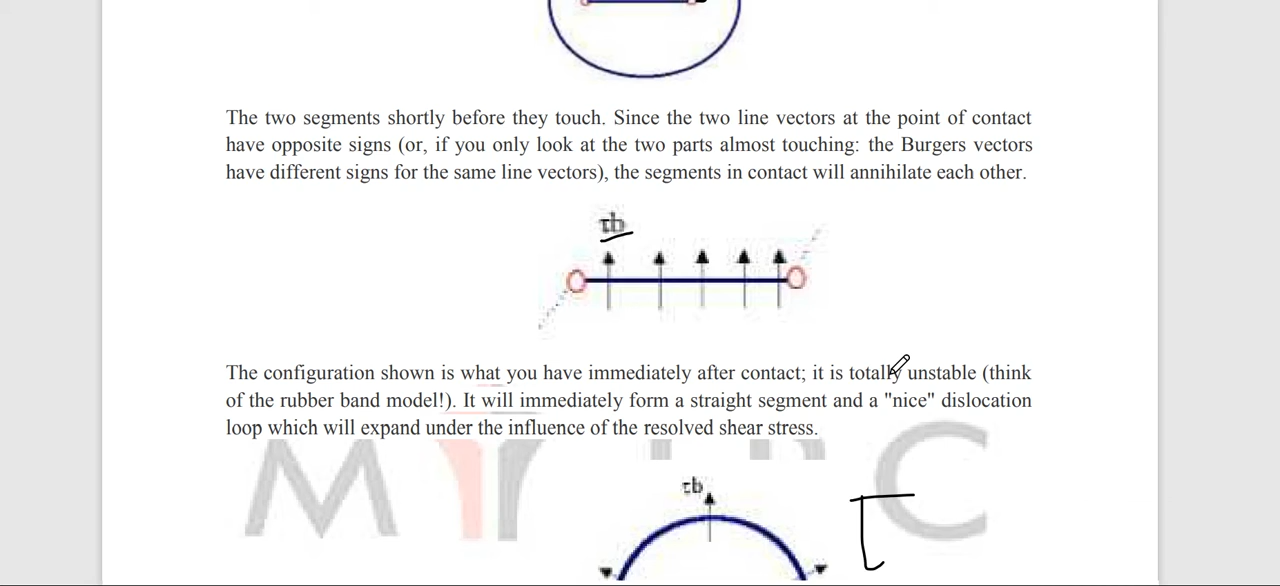 The two segments shortly before they touch. Since the two line vectors at the point of contact
have opposite signs (or, if you only look at the two parts almost touching: the Burgers vectors
have different signs for the same line vectors), the segments in contact will annihilate each other.
τb
The configuration shown is what you have immediately after contact; it is totally unstable (think
of the rubber band model!). It will immediately form a straight segment and a "nice" dislocation
loop which will expand under the influence of the resolved shear stress.
τb